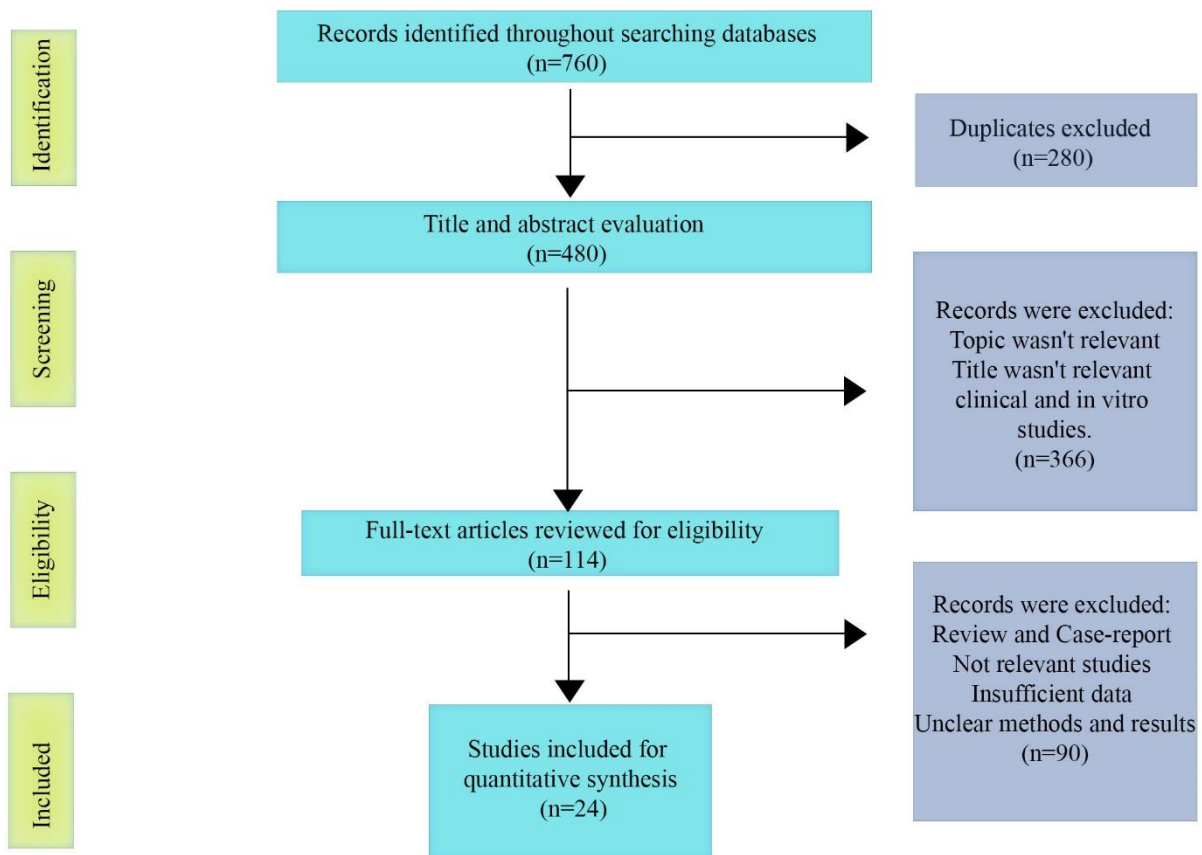 Identification
Records identified throughout searching databases
(n=760)
Duplicates excluded
(n=280)
Title and abstract evaluation
(n=480)
Screening
Records were excluded:
Topic wasn't relevant
Title wasn't relevant
clinical and in vitro
studies.
(n=366)
Eligibility
Full-text articles reviewed for eligibility
(n=114)
Records were excluded:
Review and Case-report
Not relevant studies
Insufficient data
Unclear methods and results
(n=90)
Included
Studies included for
quantitative synthesis
(n=24)